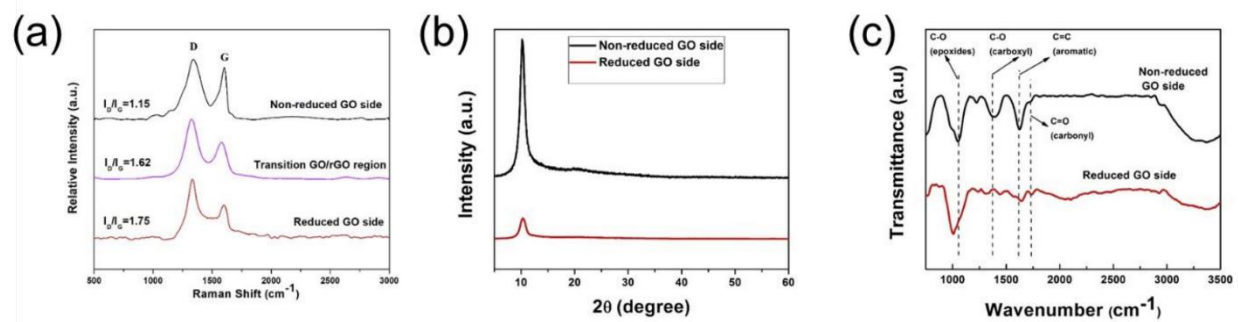 (a)
D
G
I_D/I_G=1.15
Non-reduced GO side
I_D/I_G=1.62
Transition GO/rGO region
I_D/I_G=1.75
Reduced GO side
Relative Intensity (a.u.)
500 1000 1500 2000 2500 3000
Raman Shift (cm⁻¹)
(b)
Non-reduced GO side
Reduced GO side
Intensity (a.u.)
10 20 30 40 50 60
2θ (degree)
(c)
C-O
(epoxides)
C-O
(carboxyl)
C=C
(aromatic)
Non-reduced
GO side
C=O
(carbonyl)
Reduced GO side
Transmittance (a.u)
1000 1500 2000 2500 3000 3500
Wavenumber (cm⁻¹)